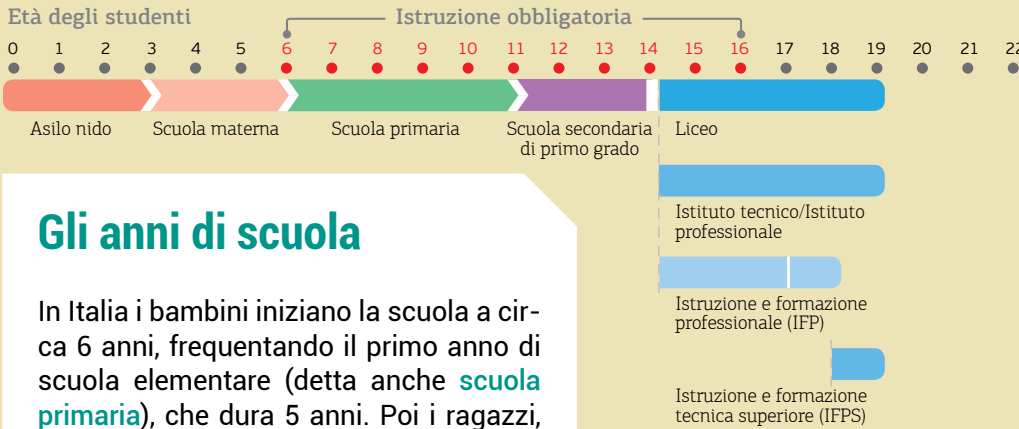 Età degli studenti
Istruzione obbligatoria
0 1 2 3 4 5 6 7 8 9 10 11 12 13 14 15 16 17 18 19 20 21 22
Asilo nido
Scuola materna
Scuola primaria
Scuola secondaria
di primo grado
Liceo
Istituto tecnico/Istituto
professionale
Istruzione e formazione
professionale (IFP)
Istruzione e formazione
tecnica superiore (IFPS)
Gli anni di scuola
In Italia i bambini iniziano la scuola a cir-
ca 6 anni, frequentando il primo anno di
scuola elementare (detta anche scuola
primaria), che dura 5 anni. Poi i ragazzi,